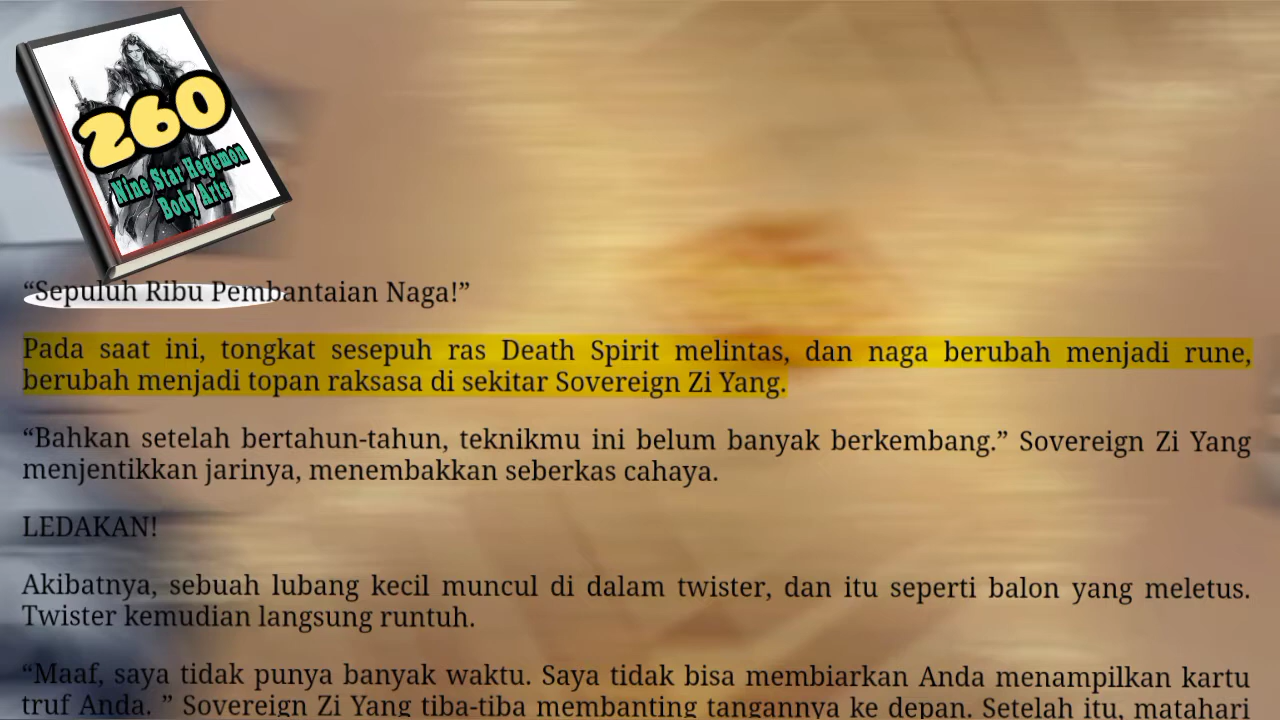 260
Nine Star Hegemon
Body Arts
“Sepuluh Ribu Pembantaian Naga!”
Pada saat ini, tongkat sesepuh ras Death Spirit melintas, dan naga berubah menjadi rune,
berubah menjadi topan raksasa di sekitar Sovereign Zi Yang.
“Bahkan setelah bertahun-tahun, teknikmu ini belum banyak berkembang.” Sovereign Zi Yang
menjentikkan jarinya, menembakkan seberkas cahaya.
LEDAKAN!
Akibatnya, sebuah lubang kecil muncul di dalam twister, dan itu seperti balon yang meletus.
Twister kemudian langsung runtuh.
“Maaf, saya tidak punya banyak waktu. Saya tidak bisa membiarkan Anda menampilkan kartu
truf Anda. ” Sovereign Zi Yang tiba-tiba membanting tangannya ke depan. Setelah itu, matahari